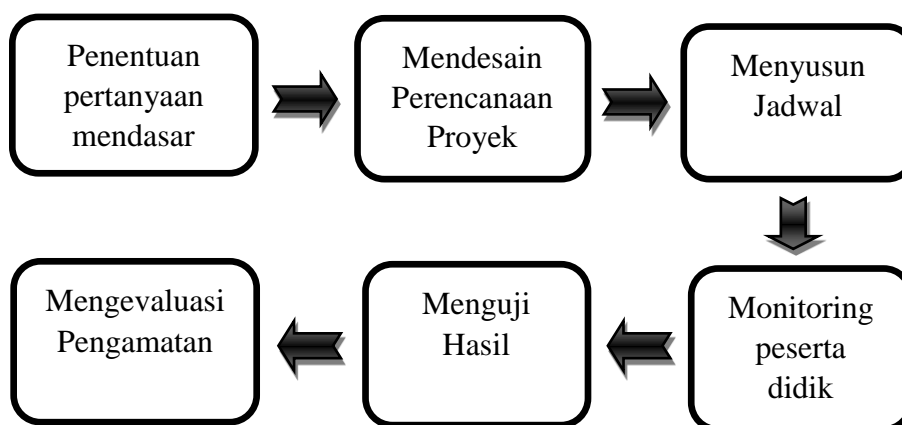 Penentuan
pertanyaan
mendasar
Mendesain
Perencanaan
Proyek
Menyusun
Jadwal
Monitoring
peserta
didik
Menguji
Hasil
Mengevaluasi
Pengamatan